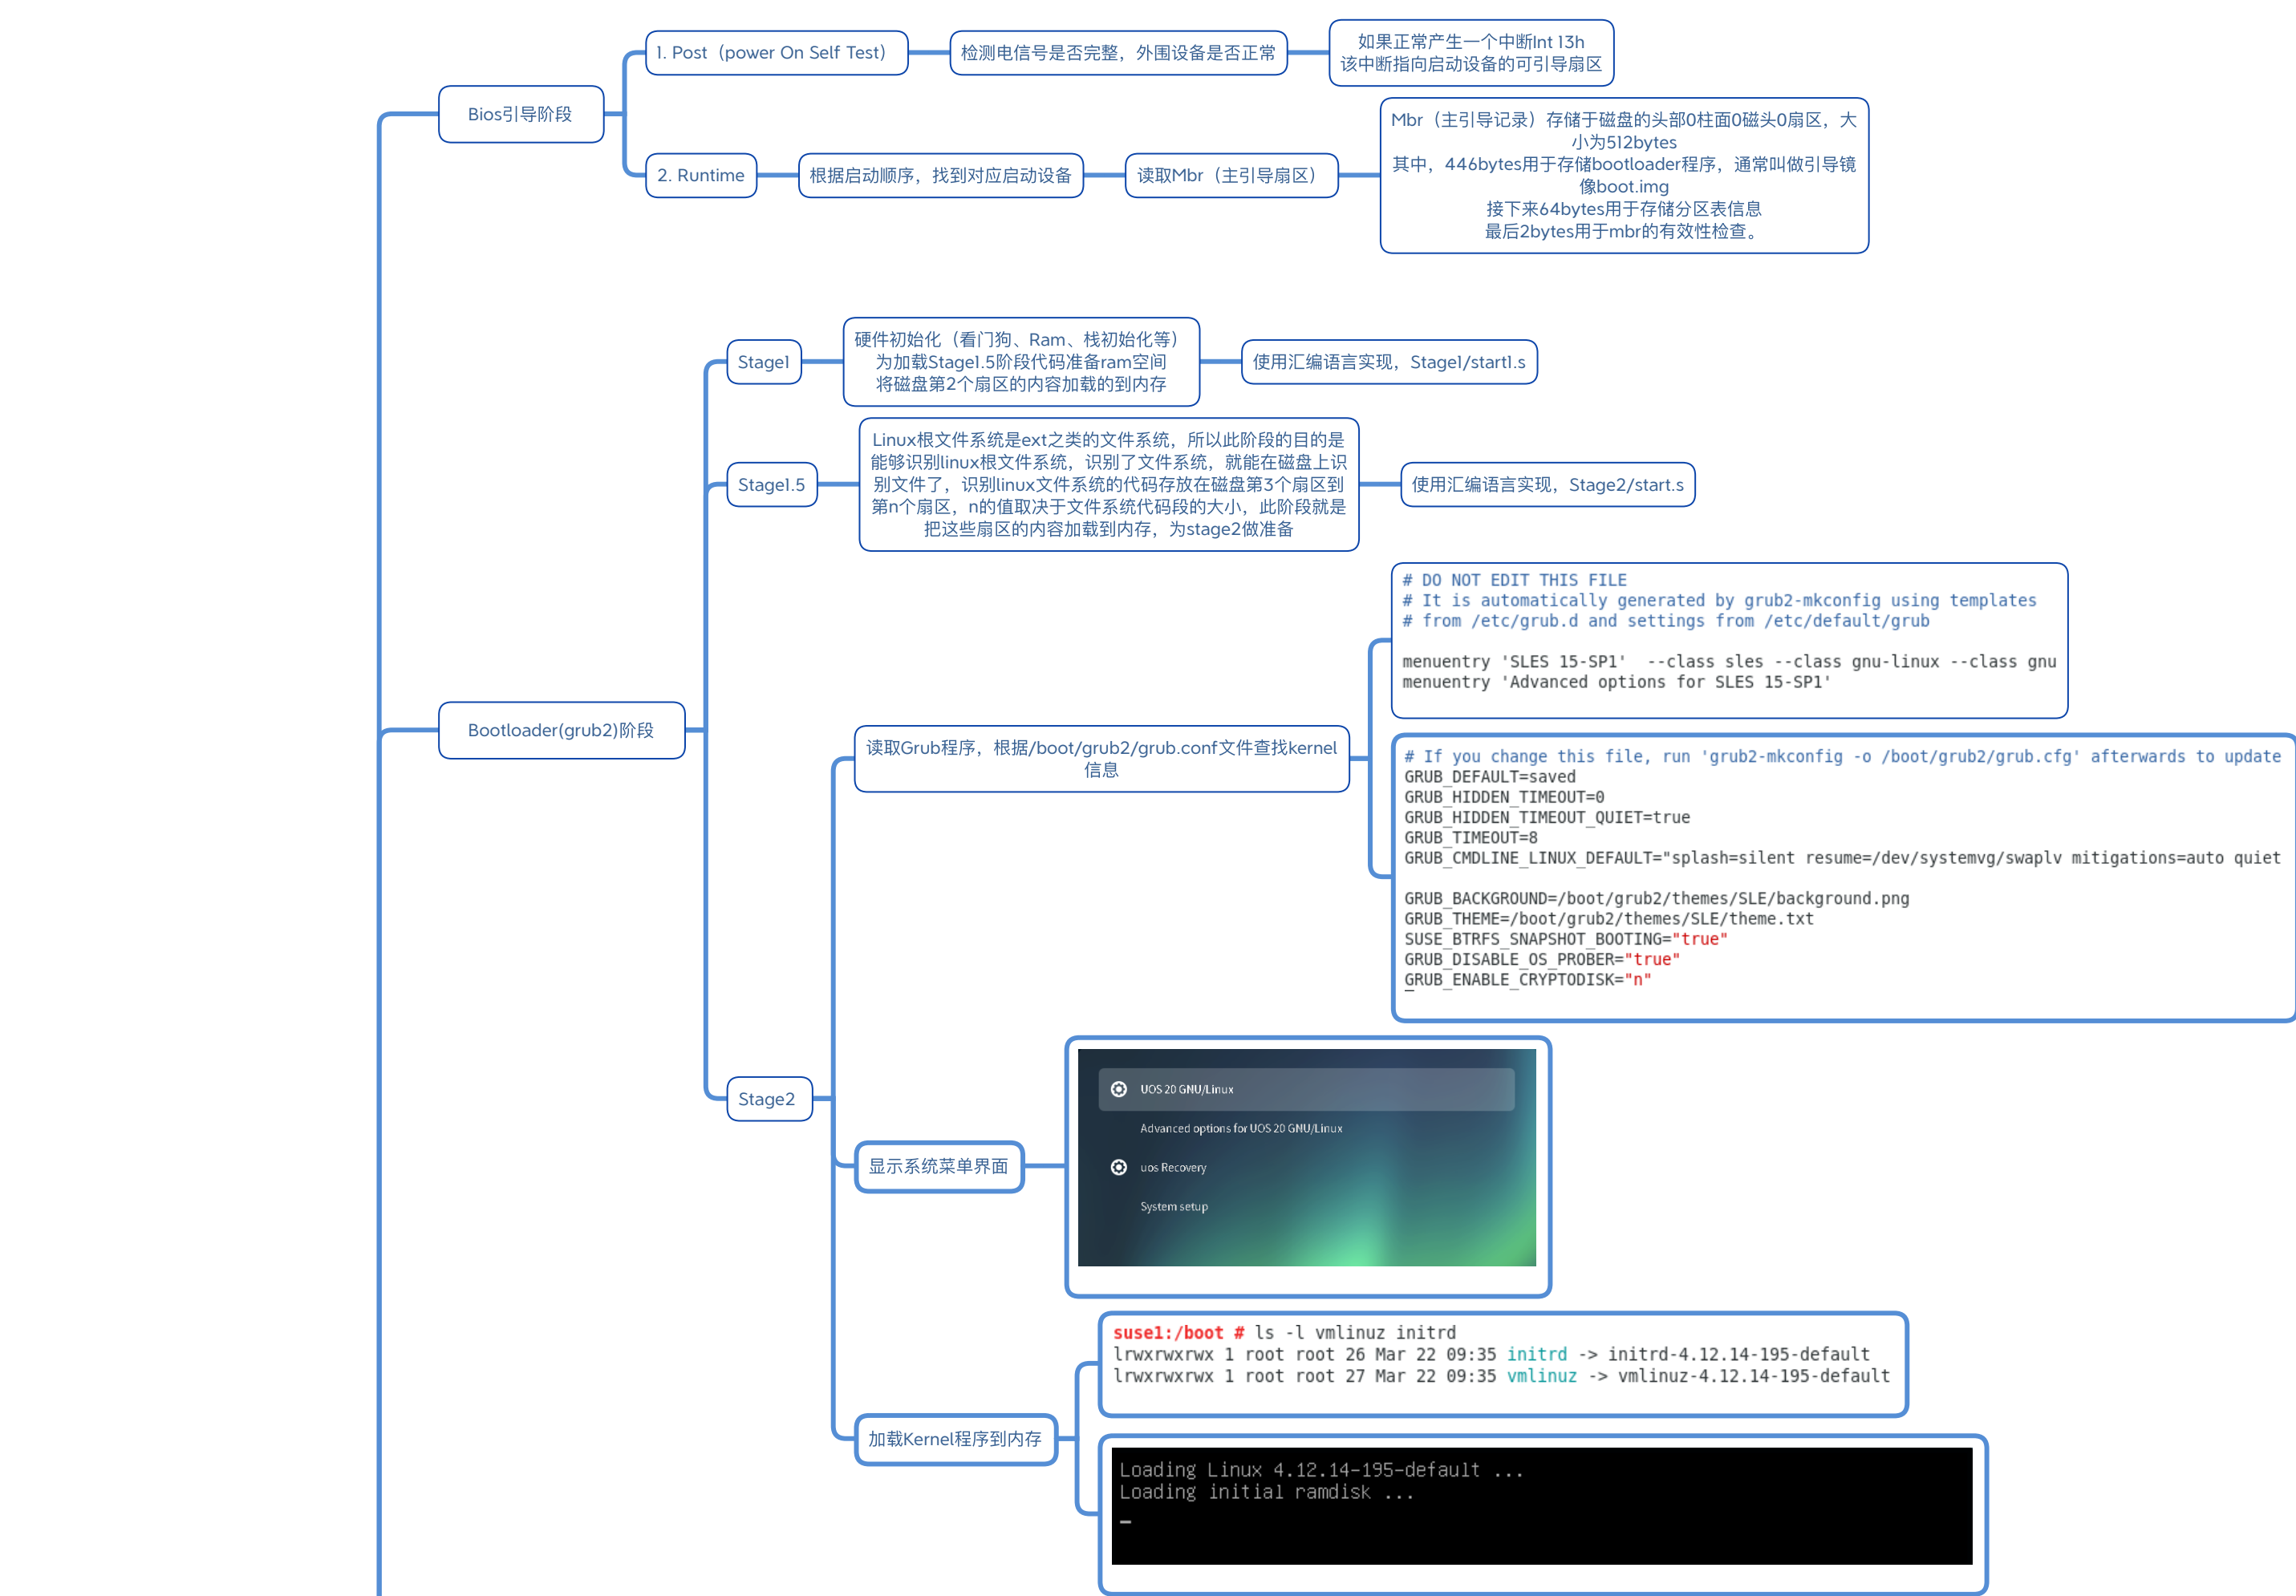 Bios引导阶段
1. Post（power On Self Test）
检测电信号是否完整，外围设备是否正常
如果正常产生一个中断Int 13h
该中断指向启动设备的可引导扇区
2. Runtime
根据启动顺序，找到对应启动设备
读取Mbr（主引导扇区）
Mbr（主引导记录）存储于磁盘的头部0柱面0磁头0扇区，大
小为512bytes
其中，446bytes用于存储bootloader程序，通常叫做引导镜
像boot.img
接下来64bytes用于存储分区表信息
最后2bytes用于mbr的有效性检查。
Bootloader(grub2)阶段
Stage1
硬件初始化（看门狗、Ram、栈初始化等）
为加载Stage1.5阶段代码准备ram空间
将磁盘第2个扇区的内容加载的到内存
使用汇编语言实现，Stage1/start1.s
Stage1.5
Linux根文件系统是ext之类的文件系统，所以此阶段的目的是
能够识别linux根文件系统，识别了文件系统，就能在磁盘上识
别文件了，识别linux文件系统的代码存放在磁盘第3个扇区到
第n个扇区，n的值取决于文件系统代码段的大小，此阶段就是
把这些扇区的内容加载到内存，为stage2做准备
使用汇编语言实现，Stage2/start.s
Stage2
读取Grub程序，根据/boot/grub2/grub.conf文件查找kernel
信息
# DO NOT EDIT THIS FILE
# It is automatically generated by grub2-mkconfig using templates
# from /etc/grub.d and settings from /etc/default/grub
menuentry 'SLES 15-SP1'  --class sles --class gnu-linux --class gnu
menuentry 'Advanced options for SLES 15-SP1'
# If you change this file, run 'grub2-mkconfig -o /boot/grub2/grub.cfg' afterwards to update
GRUB_DEFAULT=saved
GRUB_HIDDEN_TIMEOUT=0
GRUB_HIDDEN_TIMEOUT_QUIET=true
GRUB_TIMEOUT=8
GRUB_CMDLINE_LINUX_DEFAULT="splash=silent resume=/dev/systemvg/swaplv mitigations=auto quiet
GRUB_BACKGROUND=/boot/grub2/themes/SLE/background.png
GRUB_THEME=/boot/grub2/themes/SLE/theme.txt
SUSE_BTRFS_SNAPSHOT_BOOTING="true"
GRUB_DISABLE_OS_PROBER="true"
GRUB_ENABLE_CRYPTODISK="n"
显示系统菜单界面
UOS 20 GNU/Linux
Advanced options for UOS 20 GNU/Linux
uos Recovery
System setup
加载Kernel程序到内存
suse1:/boot # ls -l vmlinuz initrd
lrwxrwxrwx 1 root root 26 Mar 22 09:35 initrd -> initrd-4.12.14-195-default
lrwxrwxrwx 1 root root 27 Mar 22 09:35 vmlinuz -> vmlinuz-4.12.14-195-default
Loading Linux 4.12.14-195-default ...
Loading initial ramdisk ...